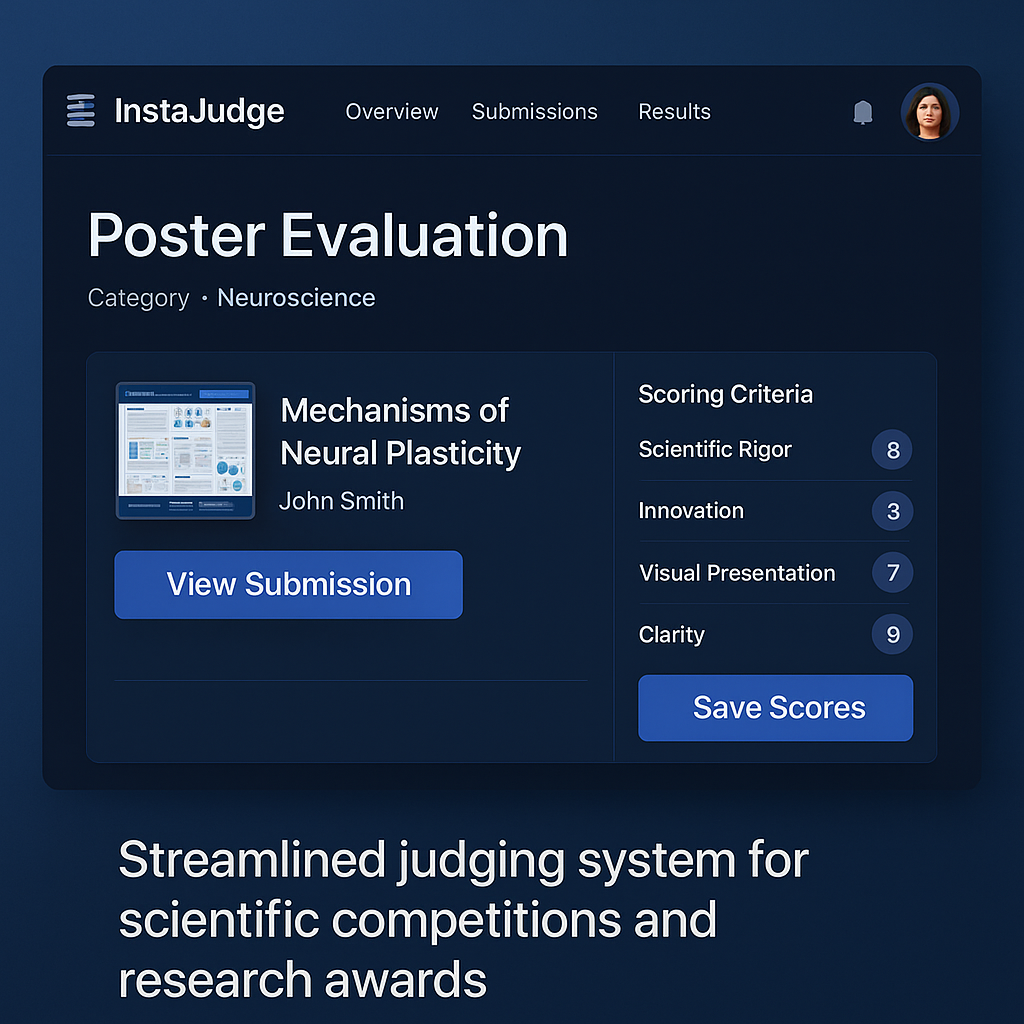 InstaJudge
Overview Submissions Results
Poster Evaluation
Category • Neuroscience
Mechanisms of
Neural Plasticity
John Smith
View Submission
Scoring Criteria
Scientific Rigor 8
Innovation 3
Visual Presentation 7
Clarity 9
Save Scores
Streamlined judging system for
scientific competitions and
research awards